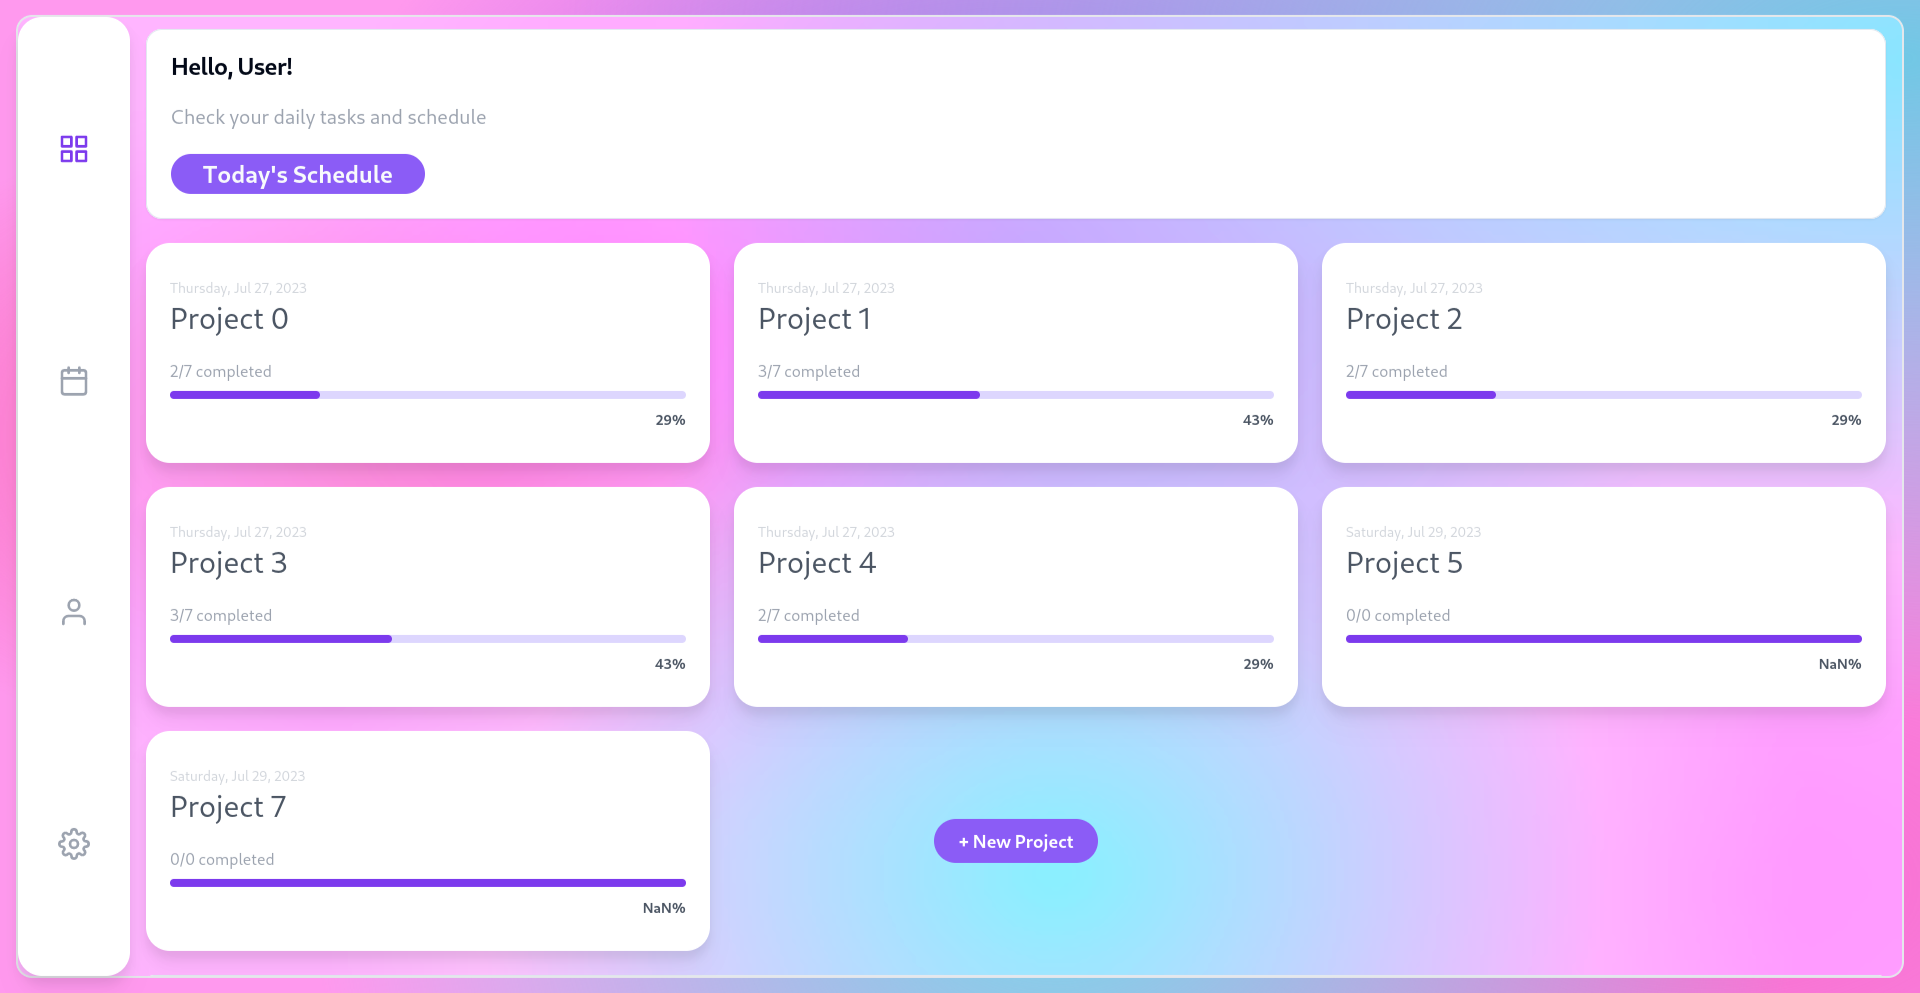 Hello, User!
Check your daily tasks and schedule
Today's Schedule
Thursday, Jul 27, 2023
Project 0
2/7 completed
29%
Thursday, Jul 27, 2023
Project 1
3/7 completed
43%
Thursday, Jul 27, 2023
Project 2
2/7 completed
29%
Thursday, Jul 27, 2023
Project 3
3/7 completed
43%
Thursday, Jul 27, 2023
Project 4
2/7 completed
29%
Saturday, Jul 29, 2023
Project 5
0/0 completed
NaN%
Saturday, Jul 29, 2023
Project 7
0/0 completed
NaN%
+ New Project